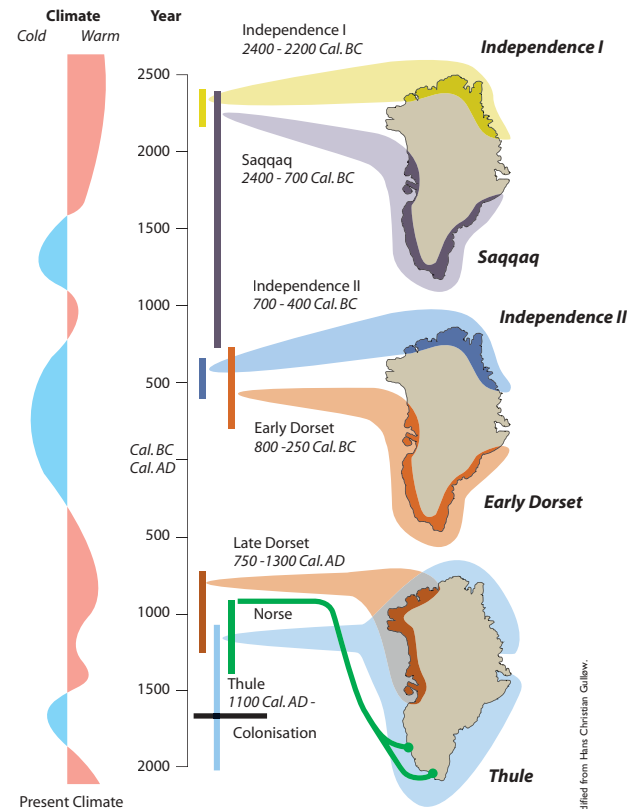 Climate
Cold Warm
Year
2500
2000
1500
1000
500
Cal. BC
Cal. AD
500
1000
1500
2000
Present Climate
Independence I
2400 - 2200 Cal. BC
Independence I
Saqqaq
2400 - 700 Cal. BC
Saqqaq
Independence II
700 - 400 Cal. BC
Independence II
Early Dorset
800 -250 Cal. BC
Early Dorset
Late Dorset
750 -1300 Cal. AD
Norse
Thule
1100 Cal. AD -
Colonisation
Thule
dified from Hans Christian Gulløw.